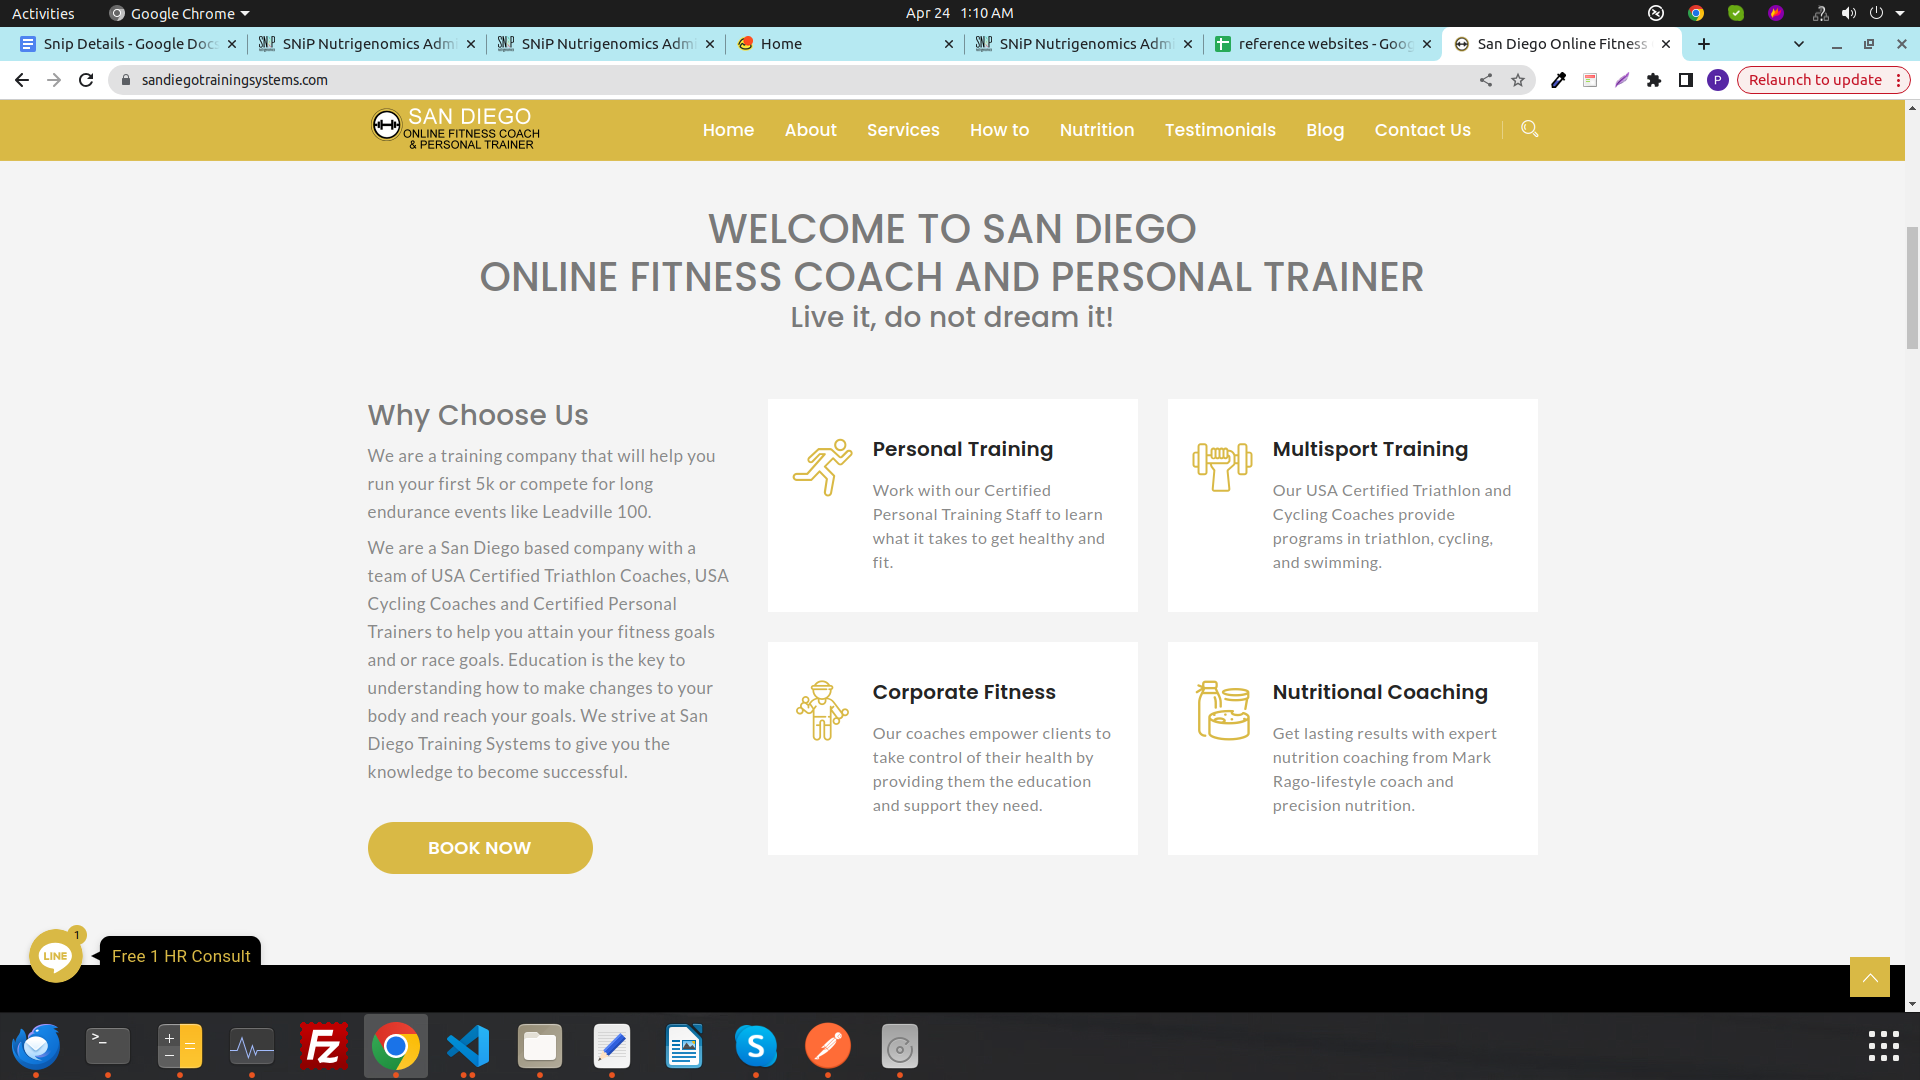 Activities
Google Chrome
Apr 24 1:10 AM
Snip Details - Google Docs
SNiP Nutrigenomics Admi
SNiP Nutrigenomics Admi
Home
SNiP Nutrigenomics Admi
reference websites - Goog
San Diego Online Fitness
sandiegotrainingsystems.com
P
Relaunch to update
SAN DIEGO
ONLINE FITNESS COACH
& PERSONAL TRAINER
Home
About
Services
How to
Nutrition
Testimonials
Blog
Contact Us
WELCOME TO SAN DIEGO
ONLINE FITNESS COACH AND PERSONAL TRAINER
Live it, do not dream it!
Why Choose Us
We are a training company that will help you
run your first 5k or compete for long
endurance events like Leadville 100.
We are a San Diego based company with a
team of USA Certified Triathlon Coaches, USA
Cycling Coaches and Certified Personal
Trainers to help you attain your fitness goals
and or race goals. Education is the key to
understanding how to make changes to your
body and reach your goals. We strive at San
Diego Training Systems to give you the
knowledge to become successful.
BOOK NOW
Personal Training
Work with our Certified
Personal Training Staff to learn
what it takes to get healthy and
fit.
Multisport Training
Our USA Certified Triathlon and
Cycling Coaches provide
programs in triathlon, cycling,
and swimming.
Corporate Fitness
Our coaches empower clients to
take control of their health by
providing them the education
and support they need.
Nutritional Coaching
Get lasting results with expert
nutrition coaching from Mark
Rago-lifestyle coach and
precision nutrition.
1
LINE
Free 1 HR Consult
Fz
S